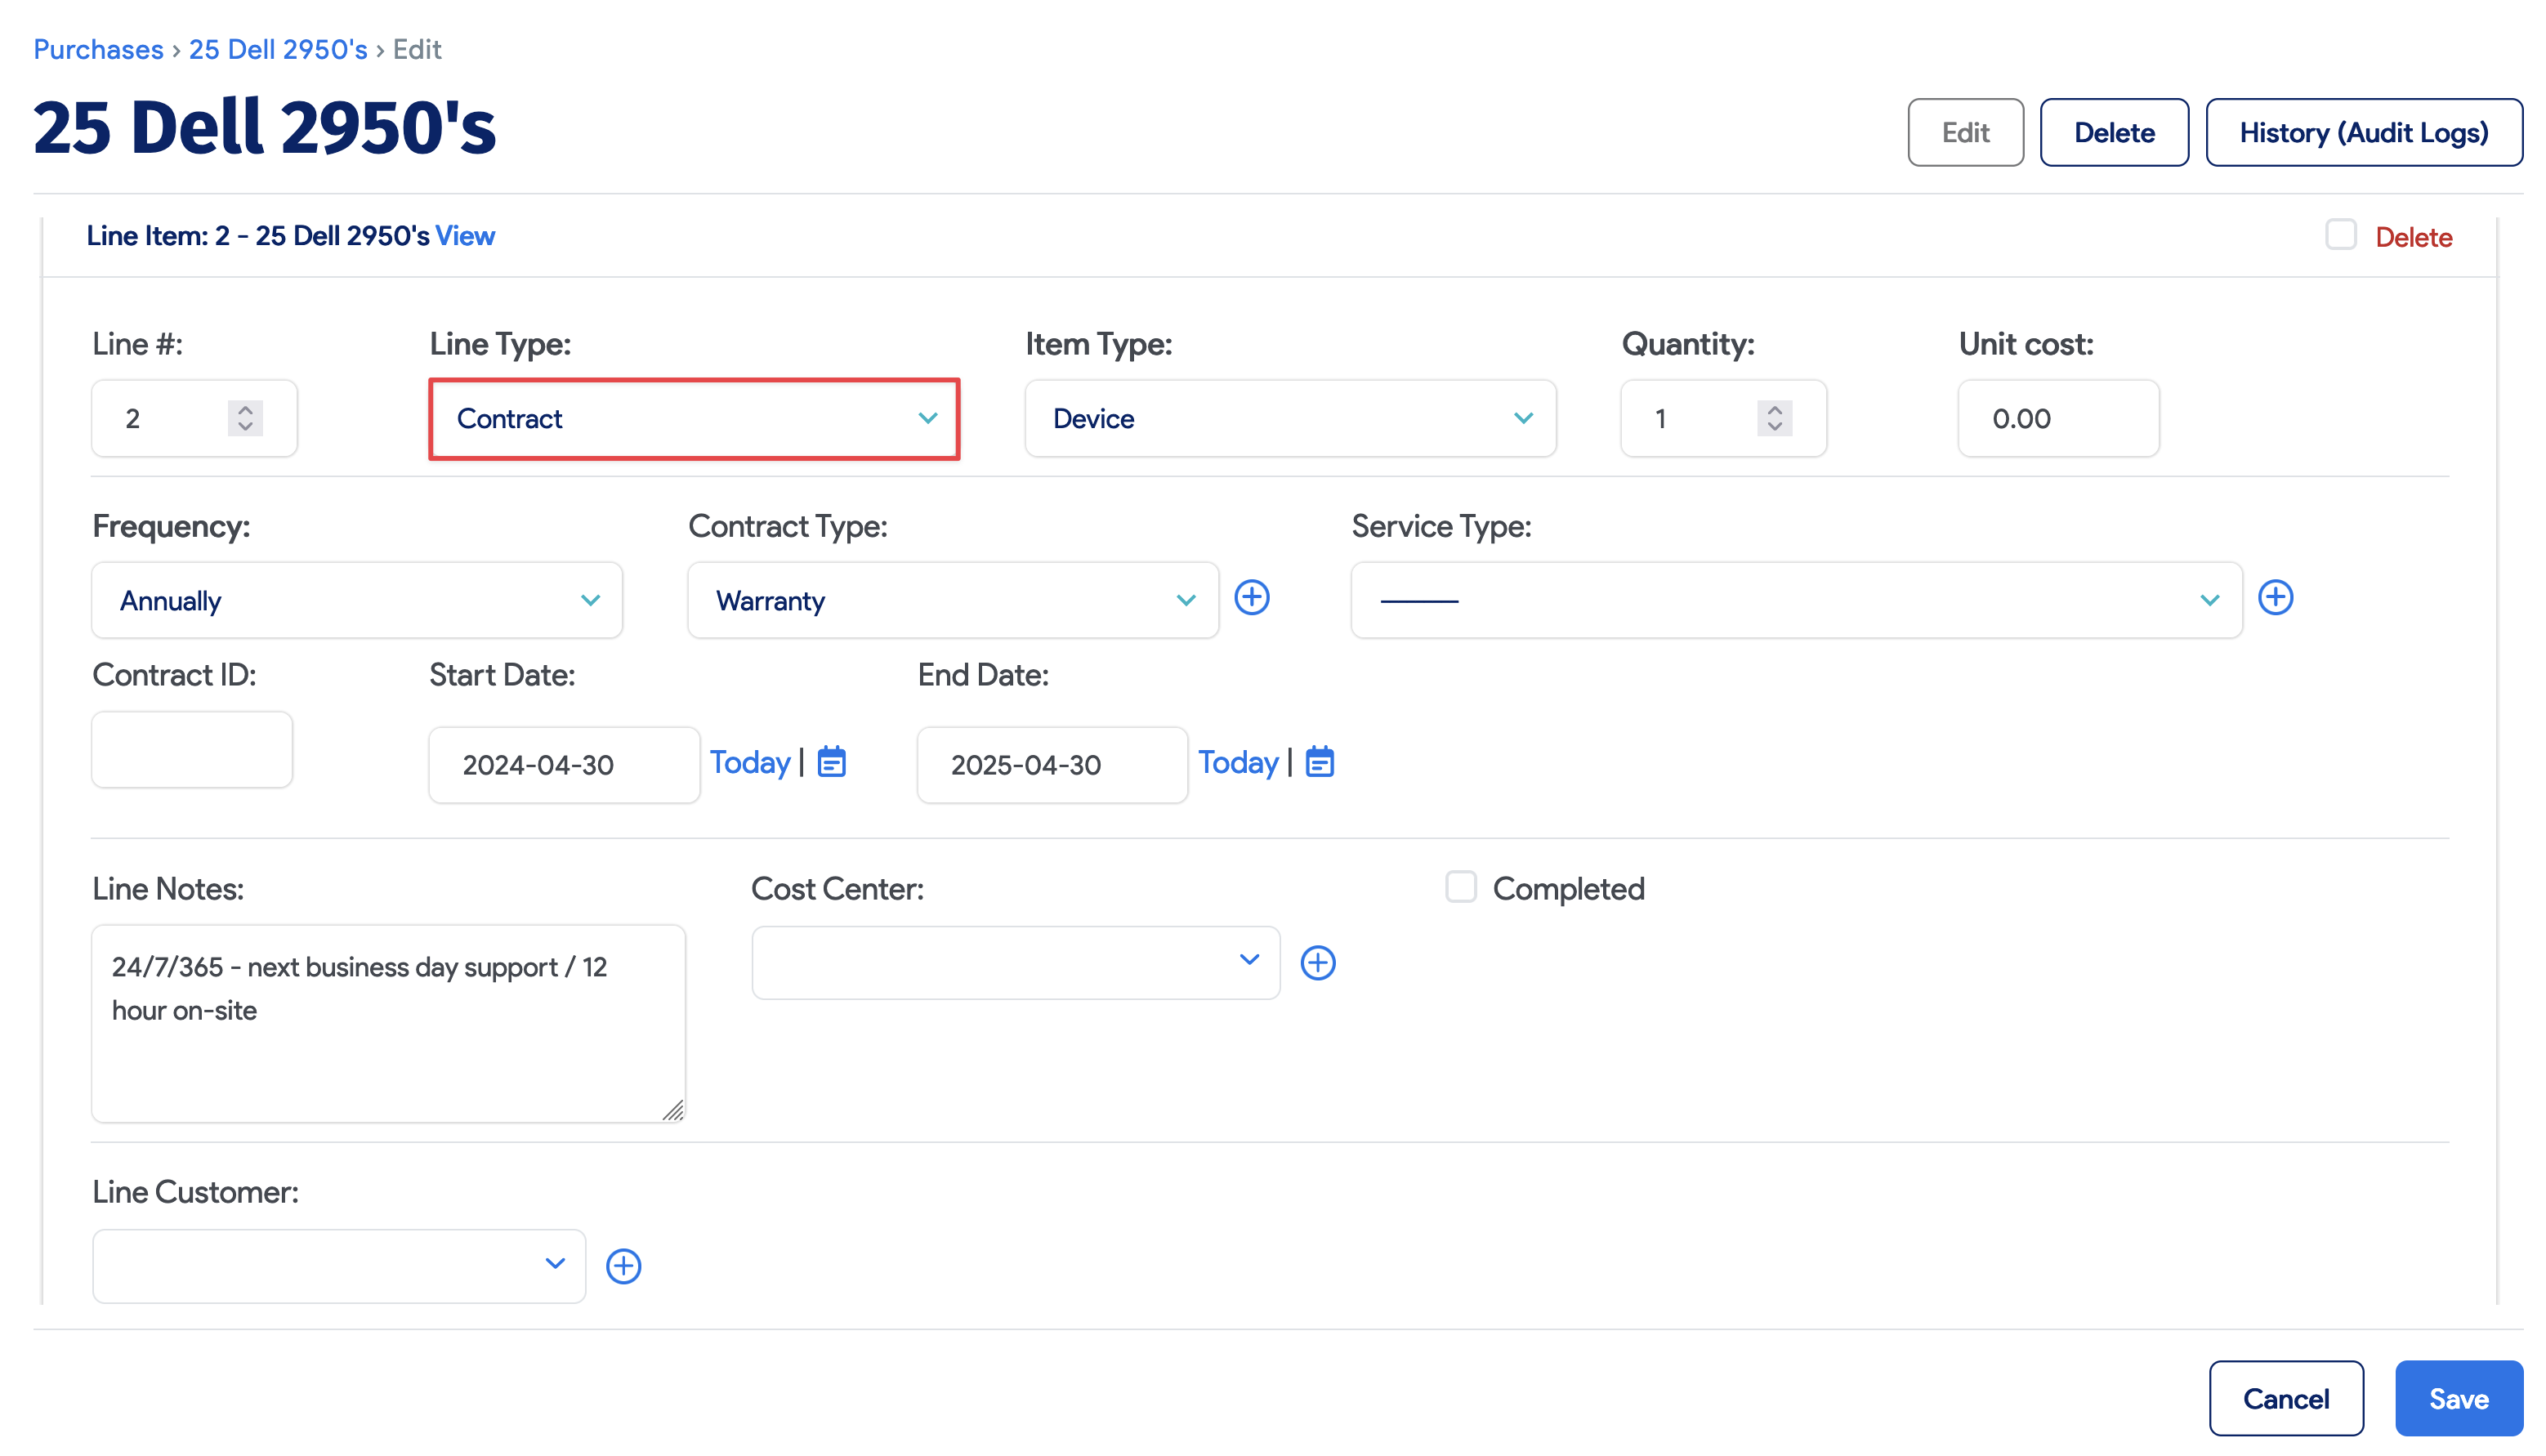 Purchases › 25 Dell 2950's › Edit
25 Dell 2950's
Edit
Delete
History (Audit Logs)
Line Item: 2 - 25 Dell 2950's View
Delete
Line #:
Line Type:
Item Type:
Quantity:
Unit cost:
2
Contract
Device
1
0.00
Frequency:
Contract Type:
Service Type:
Annually
Warranty
---------
Contract ID:
Start Date:
End Date:
2024-04-30
Today |
2025-04-30
Today |
Line Notes:
Cost Center:
Completed
24/7/365 - next business day support / 12
hour on-site
Line Customer:
Cancel
Save